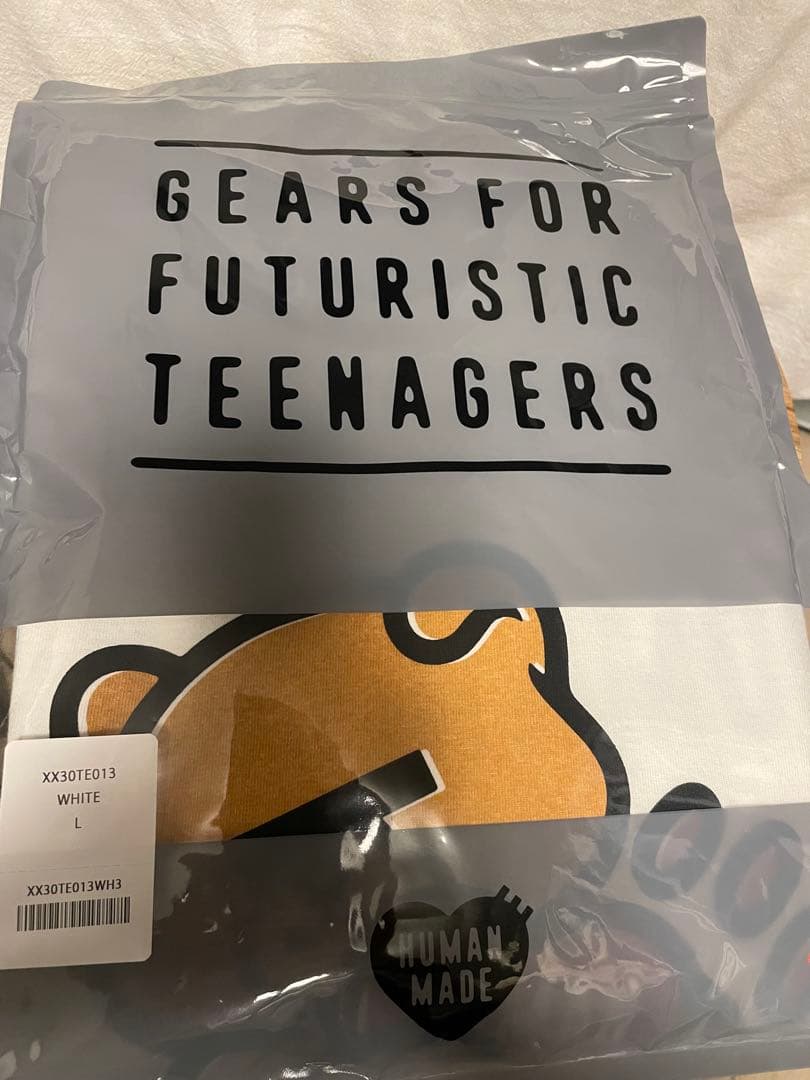 GEARS FOR
FUTURISTIC
TEENAGERS
XX30TE013
WHITE
L
XX30TE013WH3
HUMAN
MADE